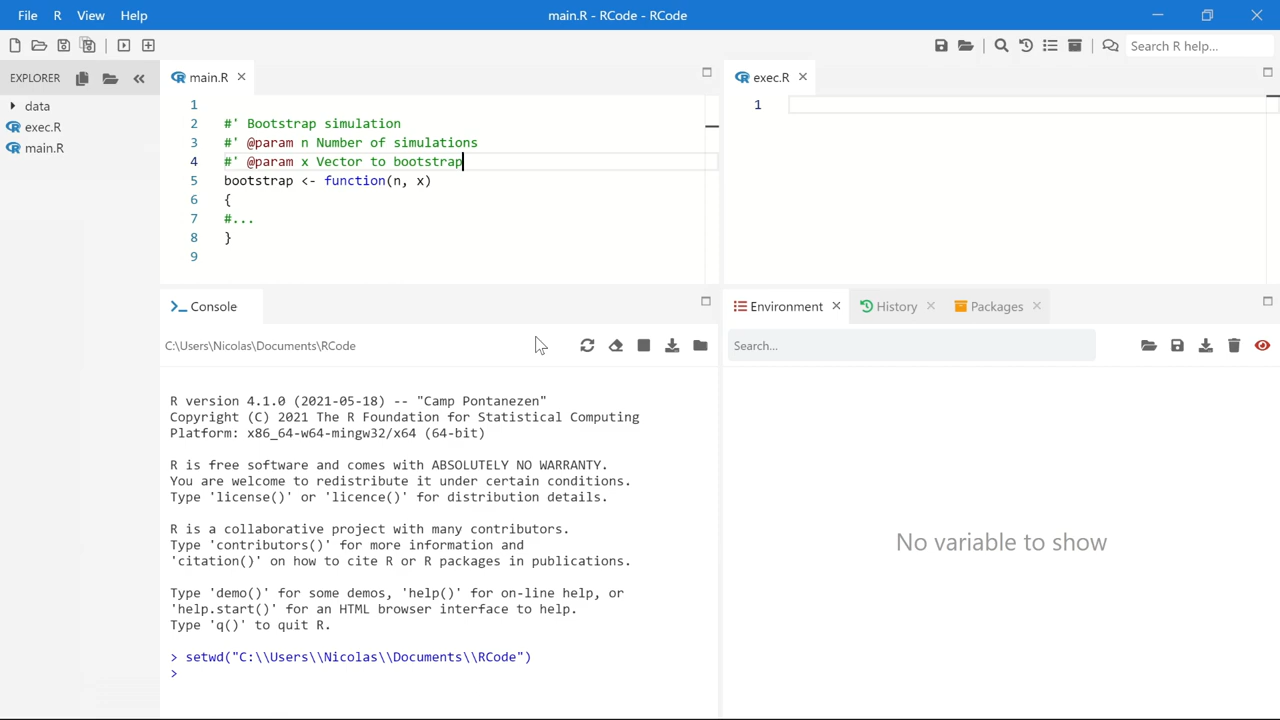 File R View Help main.R - RCode - RCode
Search R help...
EXPLORER
data
exec.R
main.R
main.R
1
2 #' Bootstrap simulation
3 #' @param n Number of simulations
4 #' @param x Vector to bootstrap
5 bootstrap <- function(n, x)
6 {
7 #...
8 }
9
exec.R
1
Console
C:\Users\Nicolas\Documents\RCode
R version 4.1.0 (2021-05-18) -- "Camp Pontanezen"
Copyright (C) 2021 The R Foundation for Statistical Computing
Platform: x86_64-w64-mingw32/x64 (64-bit)
R is free software and comes with ABSOLUTELY NO WARRANTY.
You are welcome to redistribute it under certain conditions.
Type 'license()' or 'licence()' for distribution details.
R is a collaborative project with many contributors.
Type 'contributors()' for more information and
'citation()' on how to cite R or R packages in publications.
Type 'demo()' for some demos, 'help()' for on-line help, or
'help.start()' for an HTML browser interface to help.
Type 'q()' to quit R.
> setwd("C:\\Users\\Nicolas\\Documents\\RCode")
>
Environment History Packages
Search...
No variable to show